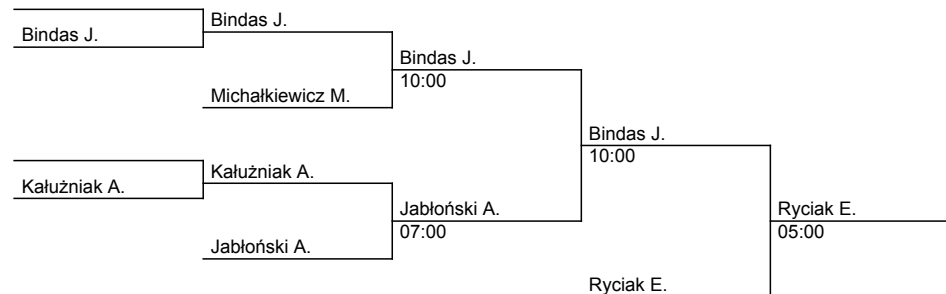 Bindas J.
Bindas J.
Bindas J.
10:00
Michałkiewicz M.
Bindas J.
10:00
Kałużniak A.
Kałużniak A.
Jabłoński A.
07:00
Ryciak E.
05:00
Jabłoński A.
Ryciak E.